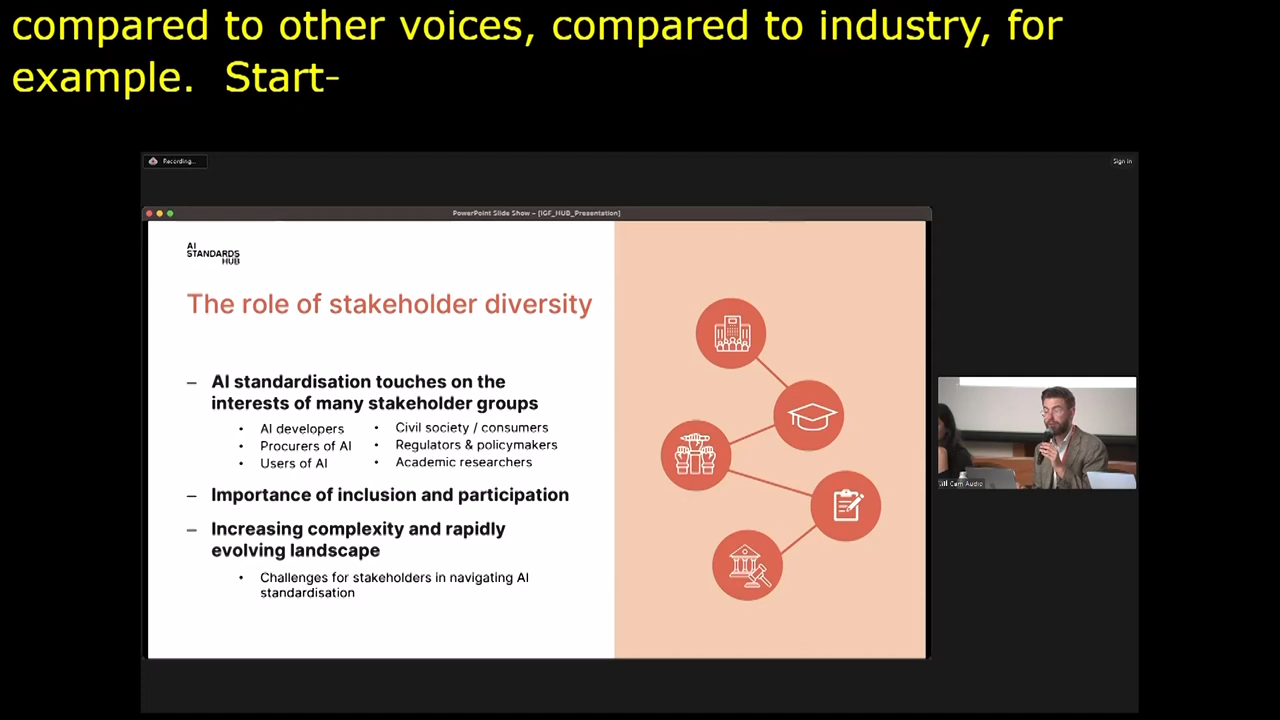 compared to other voices, compared to industry, for
example.  Start-
Recording...
Sign in
PowerPoint Slide Show – [IGF_HUB_Presentation]
AI
STANDARDS
HUB
The role of stakeholder diversity
– AI standardisation touches on the
interests of many stakeholder groups
• AI developers
• Procurers of AI
• Users of AI
• Civil society / consumers
• Regulators & policymakers
• Academic researchers
– Importance of inclusion and participation
– Increasing complexity and rapidly
evolving landscape
• Challenges for stakeholders in navigating AI
standardisation
Cam Audio